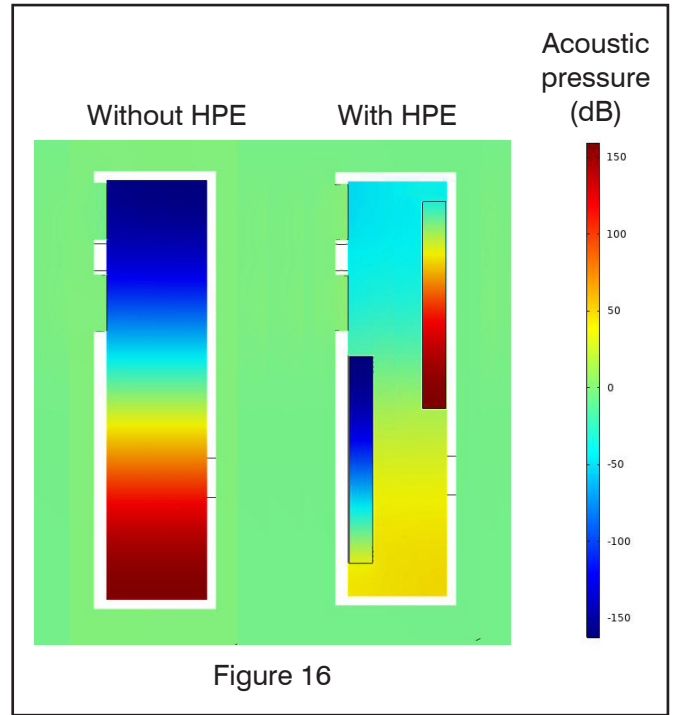 Acoustic
pressure
(dB)
Without HPE
With HPE
150
100
50
0
-50
-100
-150
Figure 16